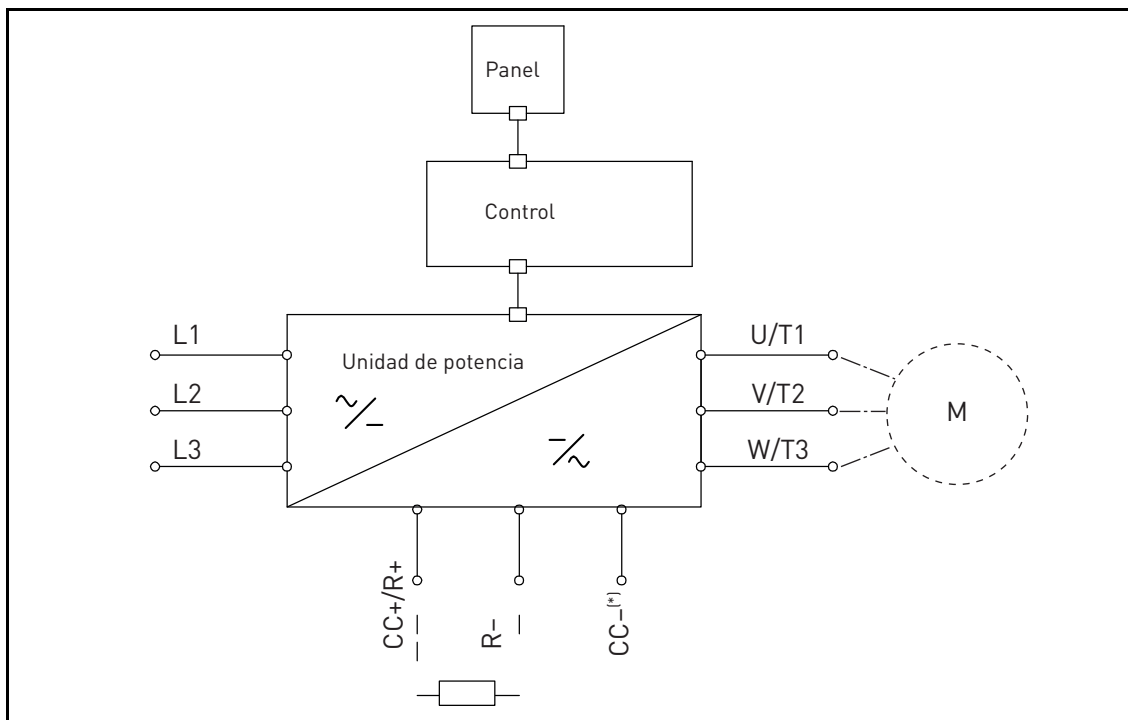 Panel
Control
Unidad de potencia
L1
L2
L3
U/T1
V/T2
W/T3
M
CC+/R+
R−
CC−(*)